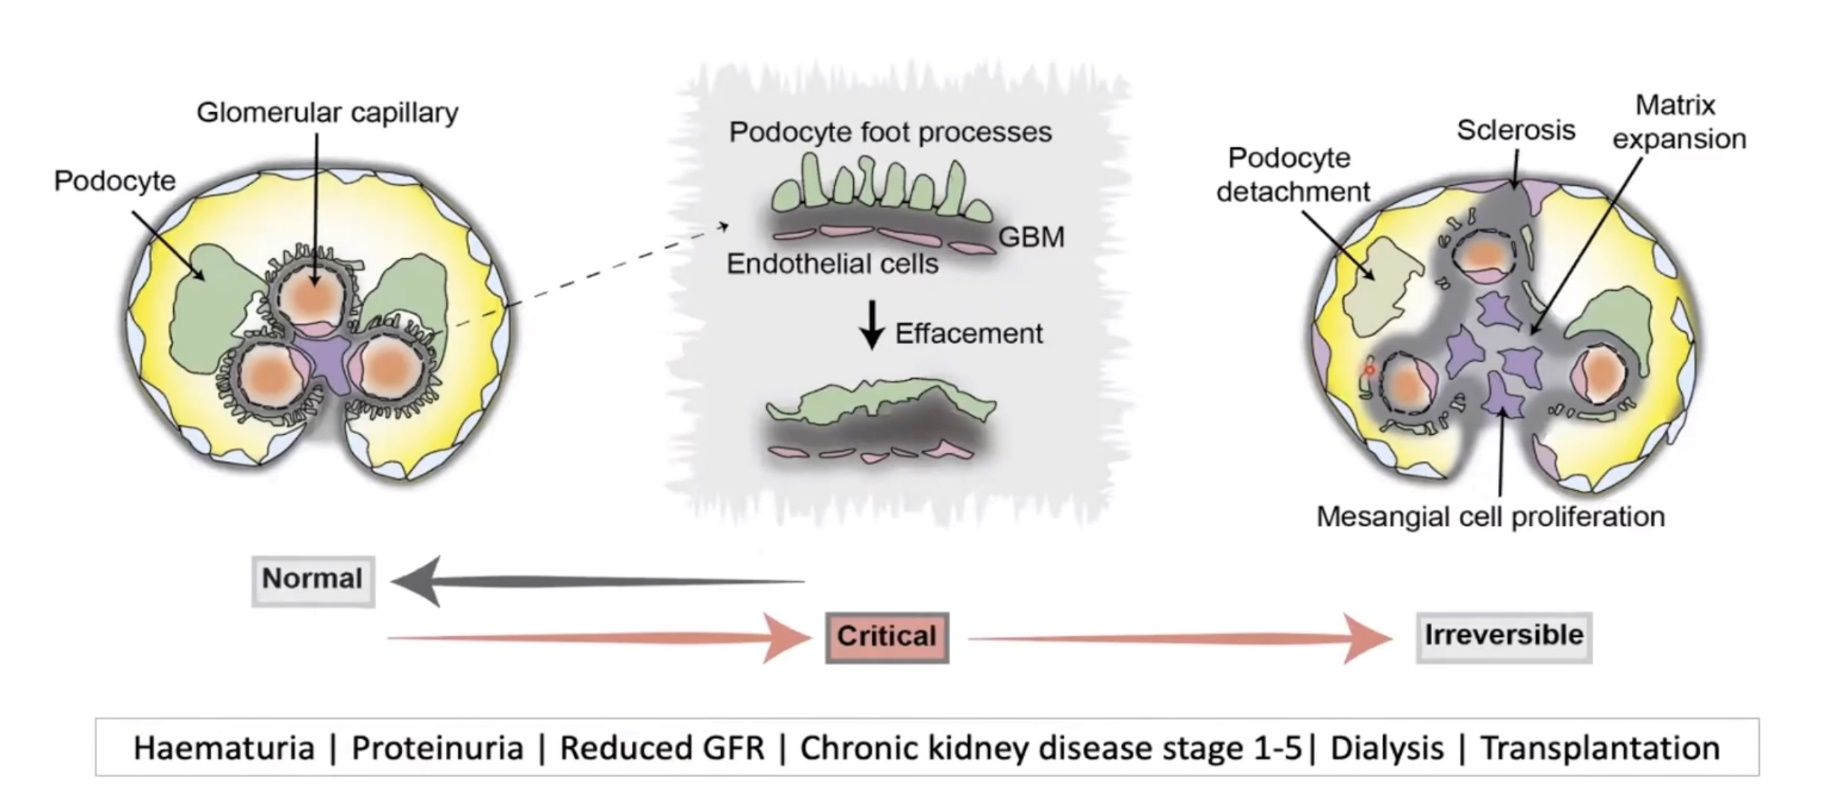 Glomerular capillary
Podocyte
Podocyte foot processes
GBM
Endothelial cells
Effacement
Podocyte
detachment
Sclerosis
Matrix
expansion
Mesangial cell proliferation
Normal
Critical
Irreversible
Haematuria | Proteinuria | Reduced GFR | Chronic kidney disease stage 1-5| Dialysis | Transplantation